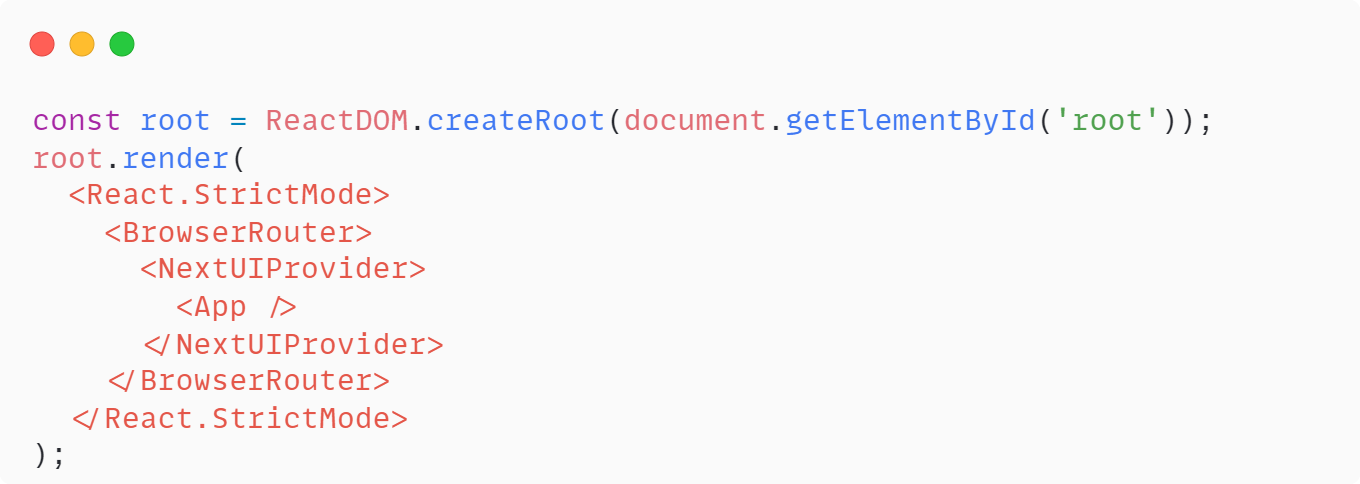 const root = ReactDOM.createRoot(document.getElementById('root'));
root.render(
  <React.StrictMode>
    <BrowserRouter>
      <NextUIProvider>
        <App />
      </NextUIProvider>
    </BrowserRouter>
  </React.StrictMode>
);